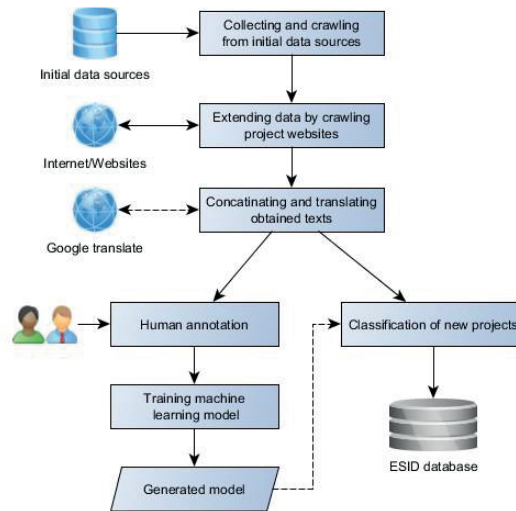 Collecting and crawling
from initial data sources
Initial data sources
Extending data by crawling
project websites
Internet/Websites
Concatinating and translating
obtained texts
Google translate
Human annotation
Classification of new projects
Training machine
learning model
Generated model
ESID database